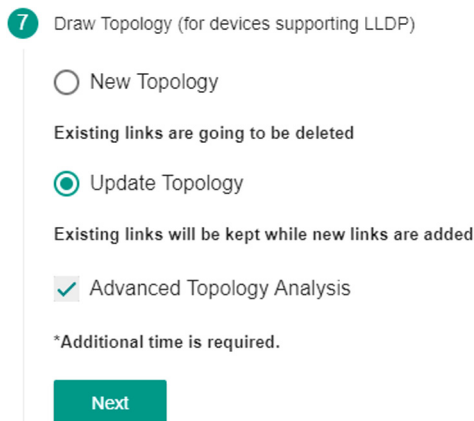 7 Draw Topology (for devices supporting LLDP)
New Topology
Existing links are going to be deleted
Update Topology
Existing links will be kept while new links are added
Advanced Topology Analysis
*Additional time is required.
Next